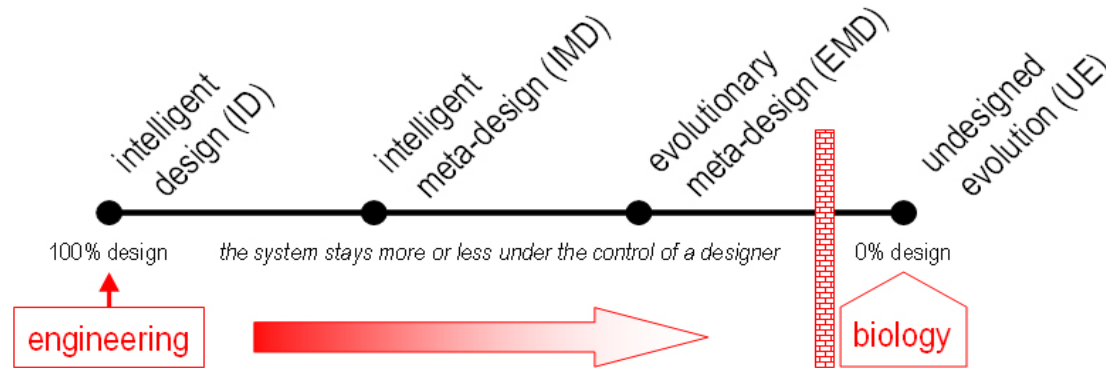 intelligent
design (ID)
intelligent
meta-design (IMD)
evolutionary
meta-design (EMD)
undesigned
evolution (UE)
100% design
the system stays more or less under the control of a designer
0% design
engineering
biology